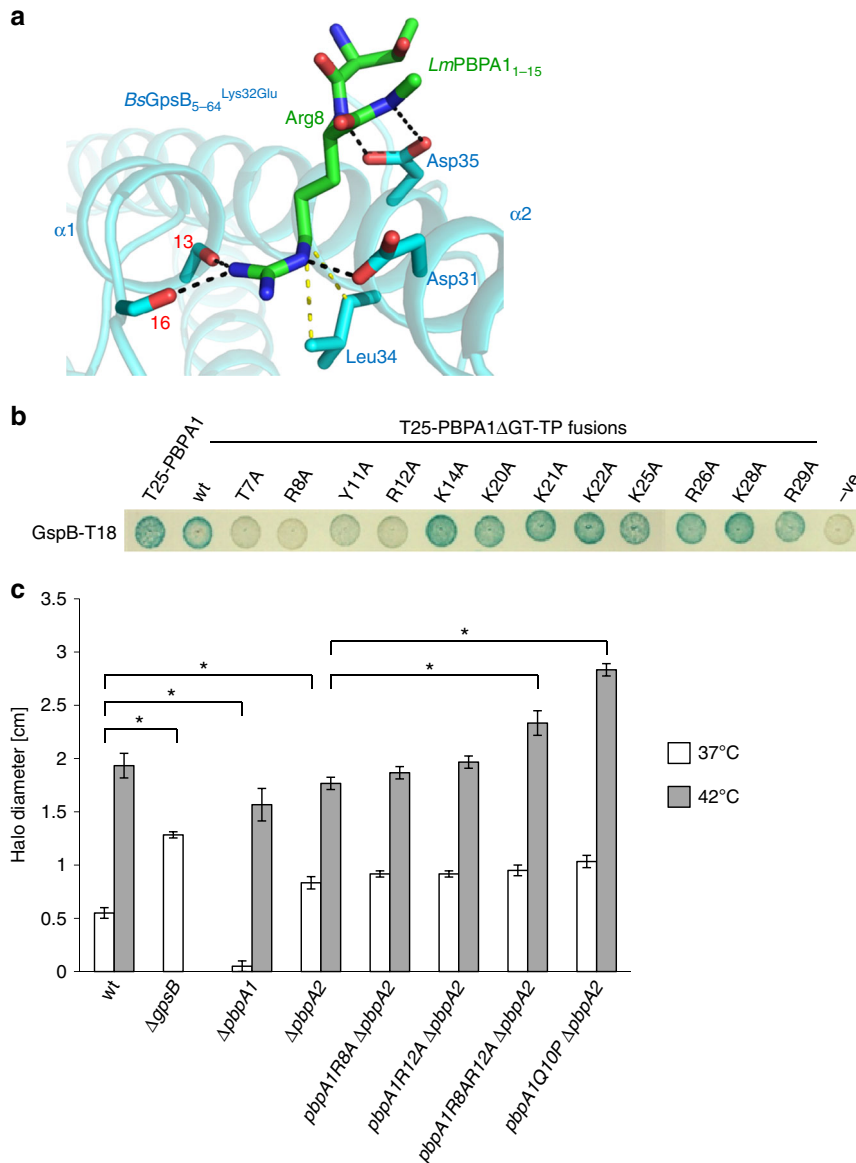 a
LmPBPA11–15
BsGpsB5–64Lys32Glu
Arg8
Asp35
α1
α2
13
Asp31
16
Leu34
b
T25-PBPA1ΔGT-TP fusions
T25-PBPA1
wt
T7A
R8A
Y11A
R12A
K14A
K20A
K21A
K22A
K25A
R26A
K28A
R29A
–ve
GspB-T18
c
3.5
3
2.5
2
1.5
1
0.5
0
Halo diameter [cm]
*
*
*
*
*
37°C
42°C
wt
ΔgpsB
ΔpbpA1
ΔpbpA2
pbpA1R8A ΔpbpA2
pbpA1R12A ΔpbpA2
pbpA1R8AR12A ΔpbpA2
pbpA1Q10P ΔpbpA2